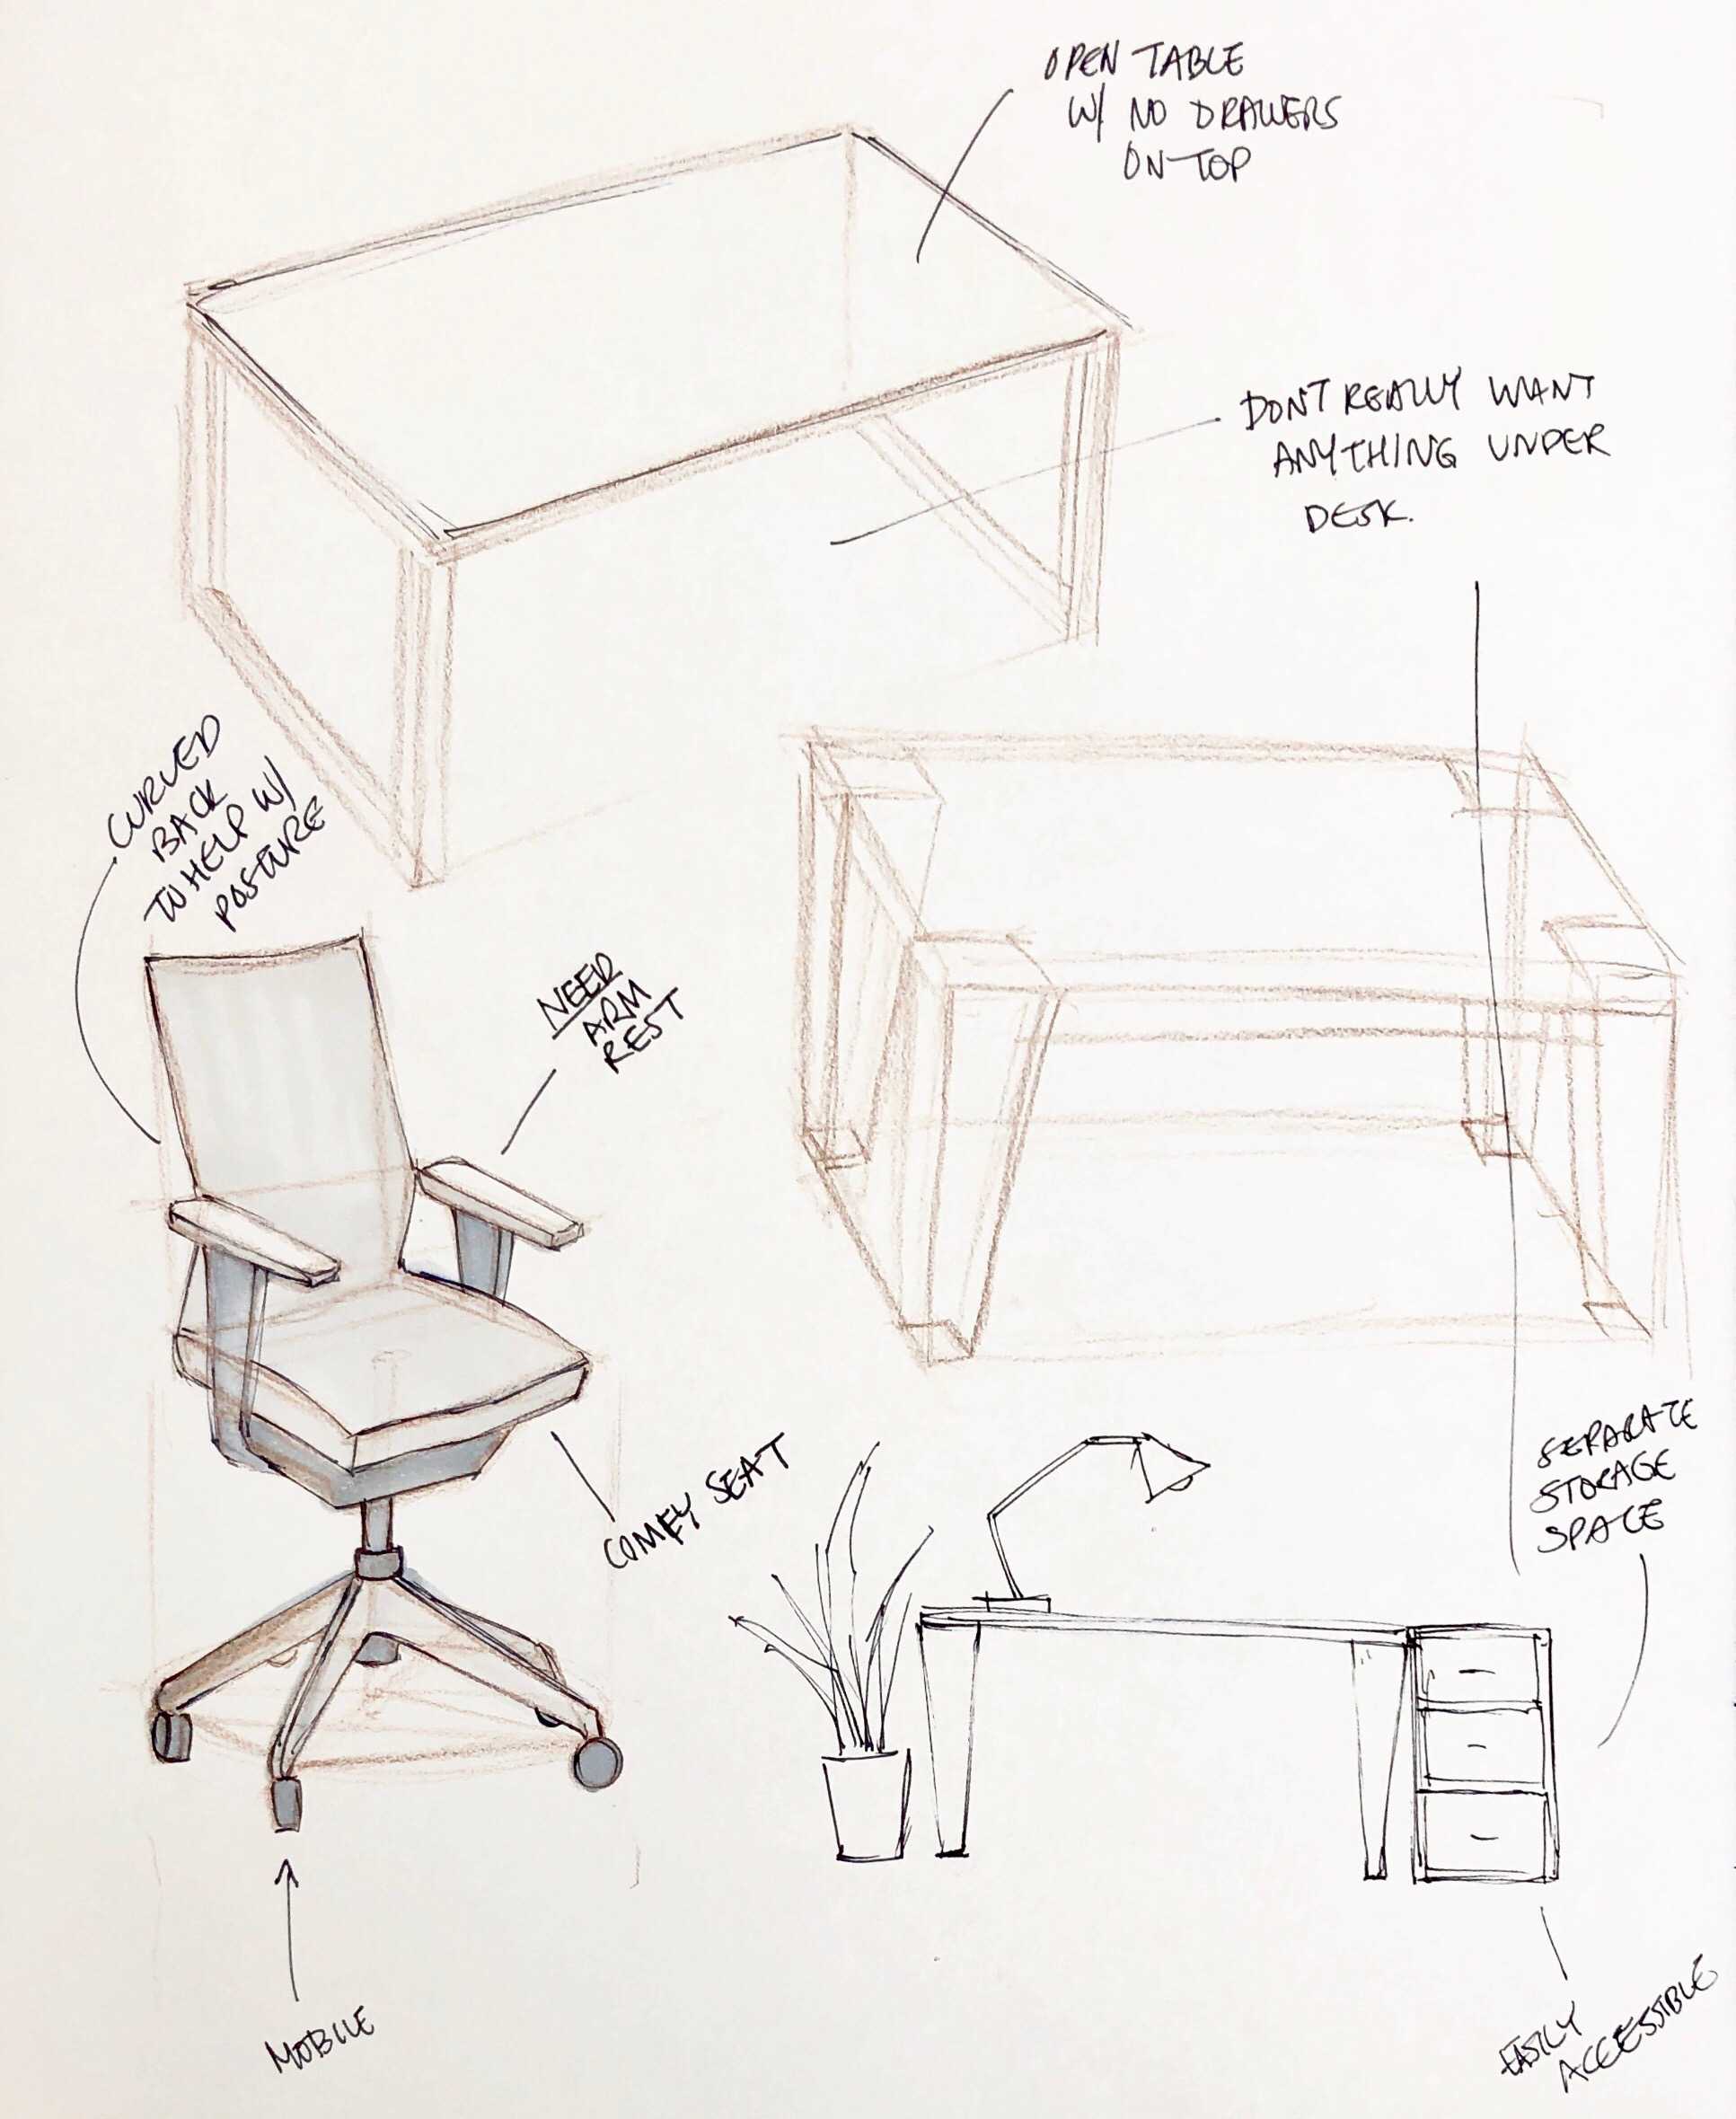 OPEN TABLE
W/ NO DRAWERS
ON TOP
DONT REALLY WANT
ANYTHING UNDER
DESK.
CURVED
BACK
TO HELP W/
POSTURE
NEED
ARM
REST
COMFY SEAT
SEPARATE
STORAGE
SPACE
MOBILE
EASILY
ACCESSIBLE